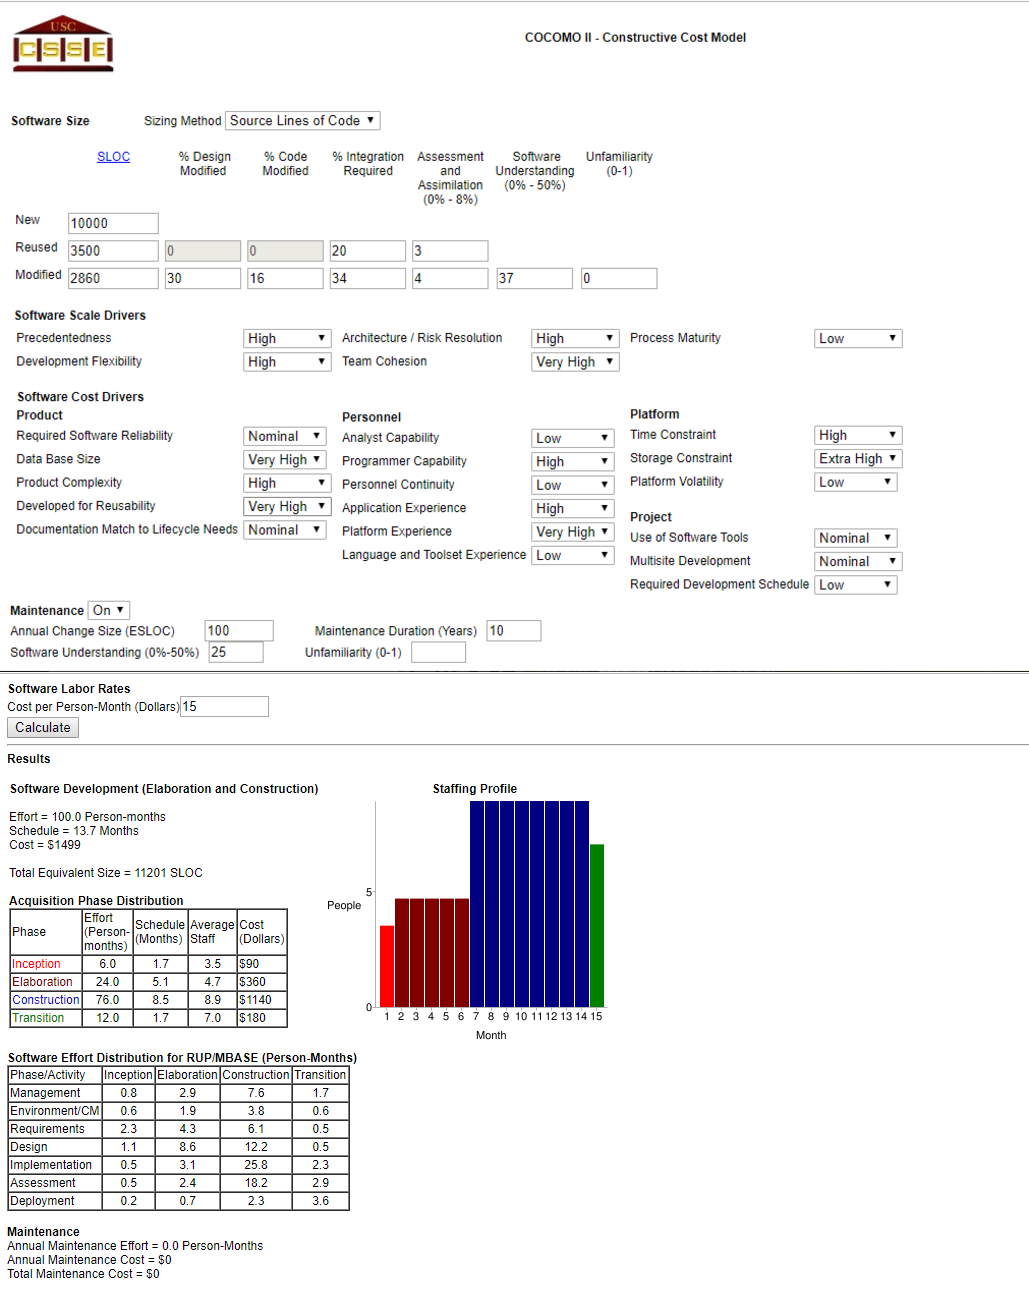 USC
CSSE
COCOMO II - Constructive Cost Model
Software Size Sizing Method Source Lines of Code
SLOC % Design Modified % Code Modified % Integration Required Assessment and Assimilation (0% - 8%) Software Understanding (0% - 50%) Unfamiliarity (0-1)
New 10000
Reused 3500 0 0 20 3
Modified 2860 30 16 34 4 37 0
Software Scale Drivers
Precedentedness High Architecture / Risk Resolution High Process Maturity Low
Development Flexibility High Team Cohesion Very High
Software Cost Drivers
Product
Required Software Reliability Nominal
Data Base Size Very High
Product Complexity High
Developed for Reusability Very High
Documentation Match to Lifecycle Needs Nominal
Personnel
Analyst Capability Low
Programmer Capability High
Personnel Continuity Low
Application Experience High
Platform Experience Very High
Language and Toolset Experience Low
Platform
Time Constraint High
Storage Constraint Extra High
Platform Volatility Low
Project
Use of Software Tools Nominal
Multisite Development Nominal
Required Development Schedule Low
Maintenance On
Annual Change Size (ESLOC) 100 Maintenance Duration (Years) 10
Software Understanding (0%-50%) 25 Unfamiliarity (0-1)
Software Labor Rates
Cost per Person-Month (Dollars) 15
Calculate
Results
Software Development (Elaboration and Construction)
Effort = 100.0 Person-months
Schedule = 13.7 Months
Cost = $1499
Total Equivalent Size = 11201 SLOC
Staffing Profile
5
People
0
1 2 3 4 5 6 7 8 9 10 11 12 13 14 15
Month
Acquisition Phase Distribution
Phase Effort (Person-months) Schedule (Months) Average Staff Cost (Dollars)
Inception 6.0 1.7 3.5 $90
Elaboration 24.0 5.1 4.7 $360
Construction 76.0 8.5 8.9 $1140
Transition 12.0 1.7 7.0 $180
Software Effort Distribution for RUP/MBASE (Person-Months)
Phase/Activity Inception Elaboration Construction Transition
Management 0.8 2.9 7.6 1.7
Environment/CM 0.6 1.9 3.8 0.6
Requirements 2.3 4.3 6.1 0.5
Design 1.1 8.6 12.2 0.5
Implementation 0.5 3.1 25.8 2.3
Assessment 0.5 2.4 18.2 2.9
Deployment 0.2 0.7 2.3 3.6
Maintenance
Annual Maintenance Effort = 0.0 Person-Months
Annual Maintenance Cost = $0
Total Maintenance Cost = $0